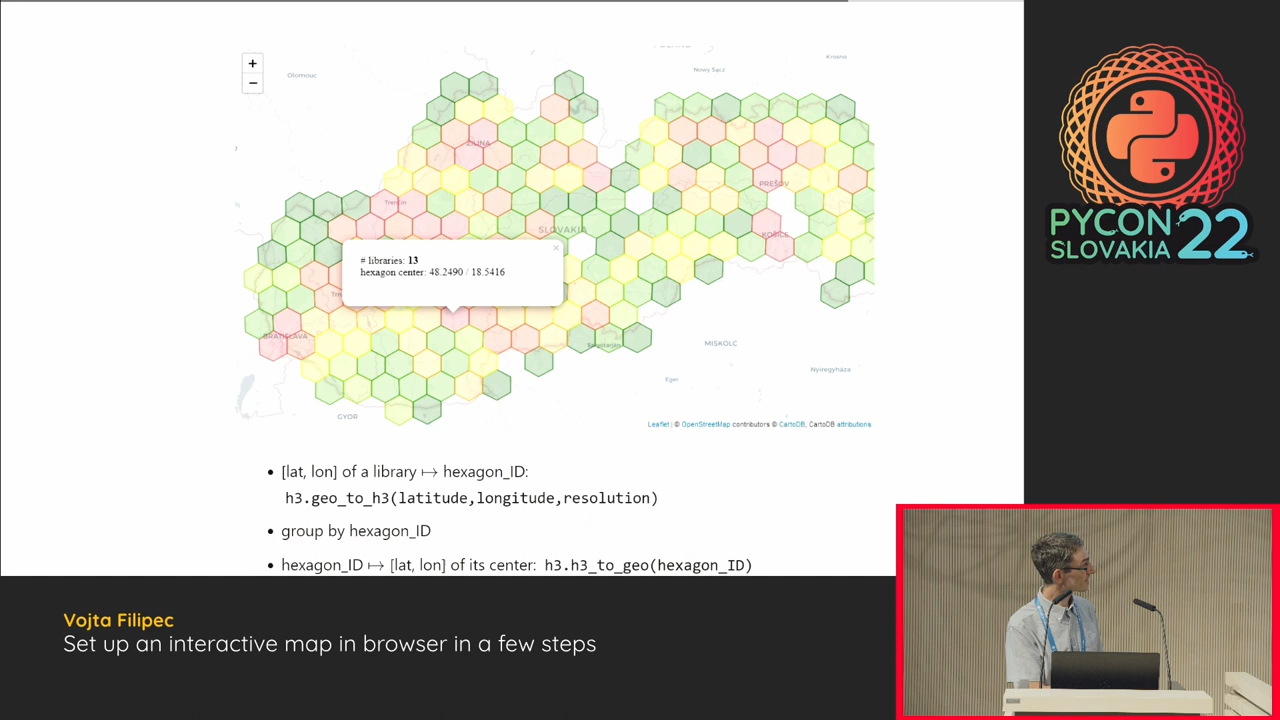 +
−
Olomouc
Nowy Sącz
Krosno
ŽILINA
PREŠOV
Trenčín
SLOVAKIA
KOŠICE
×
# libraries: 13
hexagon center: 48.2490 / 18.5416
BRATISLAVA
MISKOLC
Eger
Nyíregyháza
GYOR
Leaflet | © OpenStreetMap contributors © CartoDB, CartoDB attributions
• [lat, lon] of a library ↦ hexagon_ID:
h3.geo_to_h3(latitude,longitude,resolution)
• group by hexagon_ID
• hexagon_ID ↦ [lat, lon] of its center: h3.h3_to_geo(hexagon_ID)
PYCON
SLOVAKIA 22
Vojta Filipec
Set up an interactive map in browser in a few steps